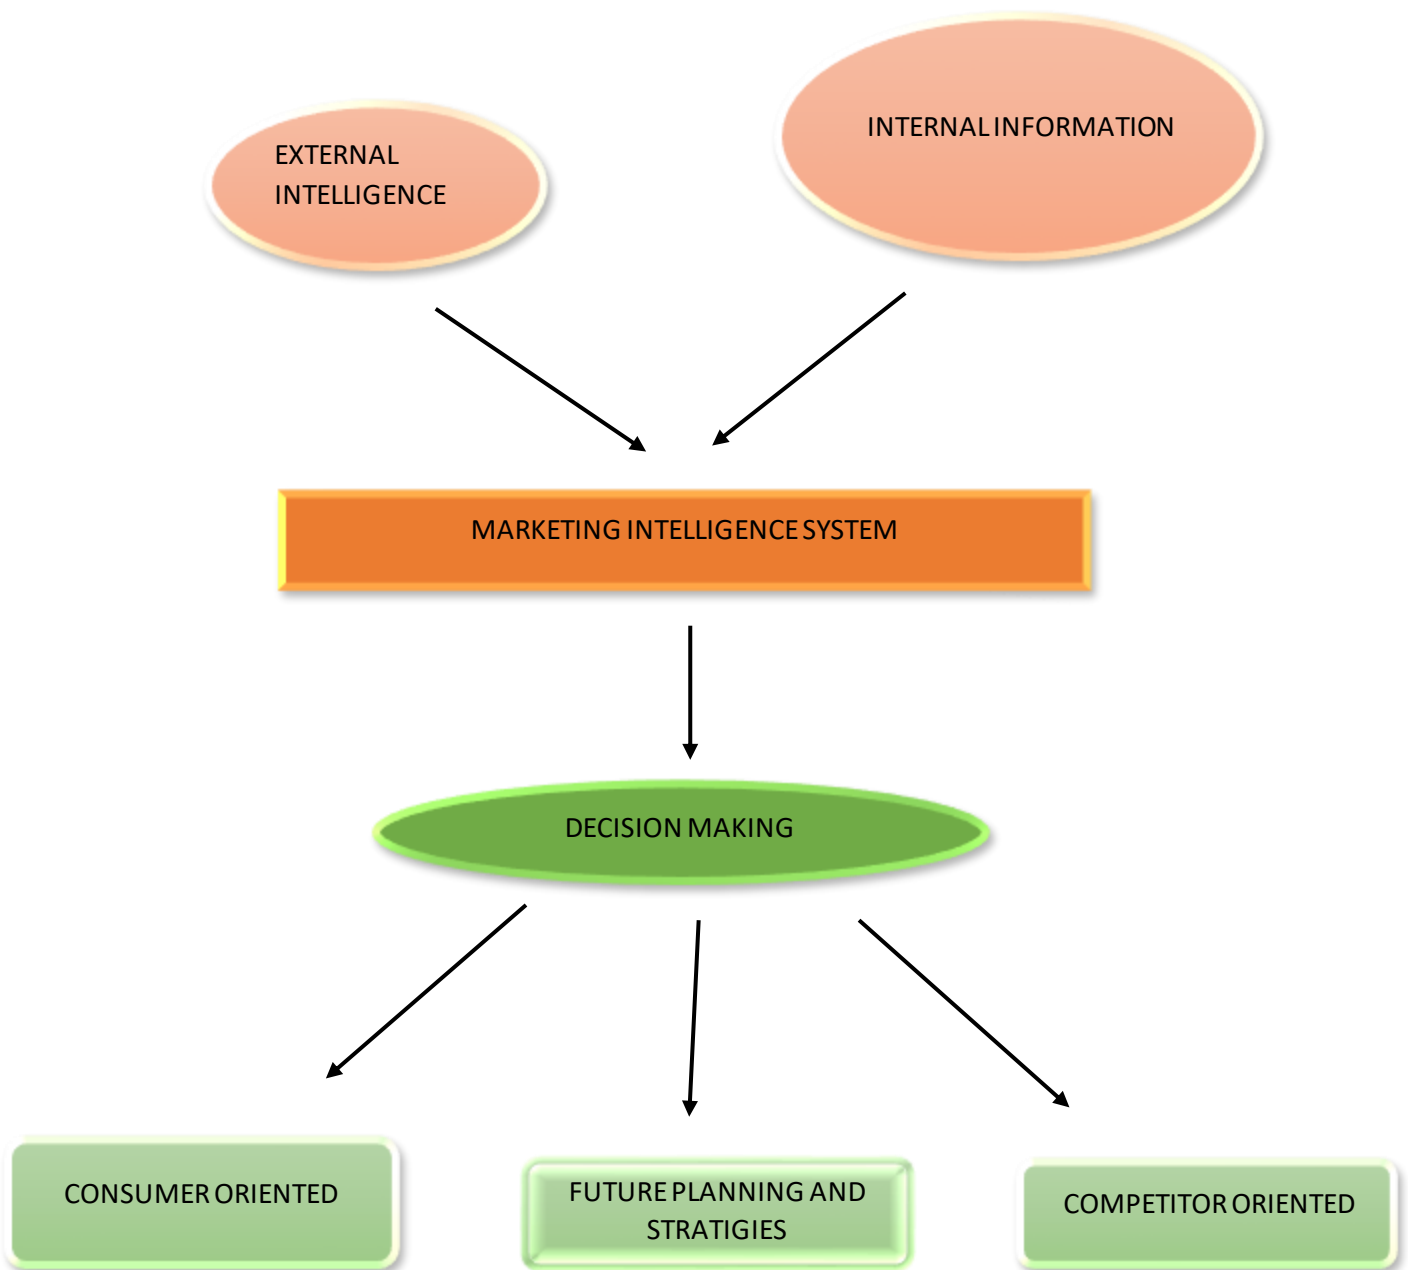 EXTERNAL
INTELLIGENCE
INTERNAL INFORMATION
MARKETING INTELLIGENCE SYSTEM
DECISION MAKING
CONSUMER ORIENTED
FUTURE PLANNING AND
STRATIGIES
COMPETITOR ORIENTED